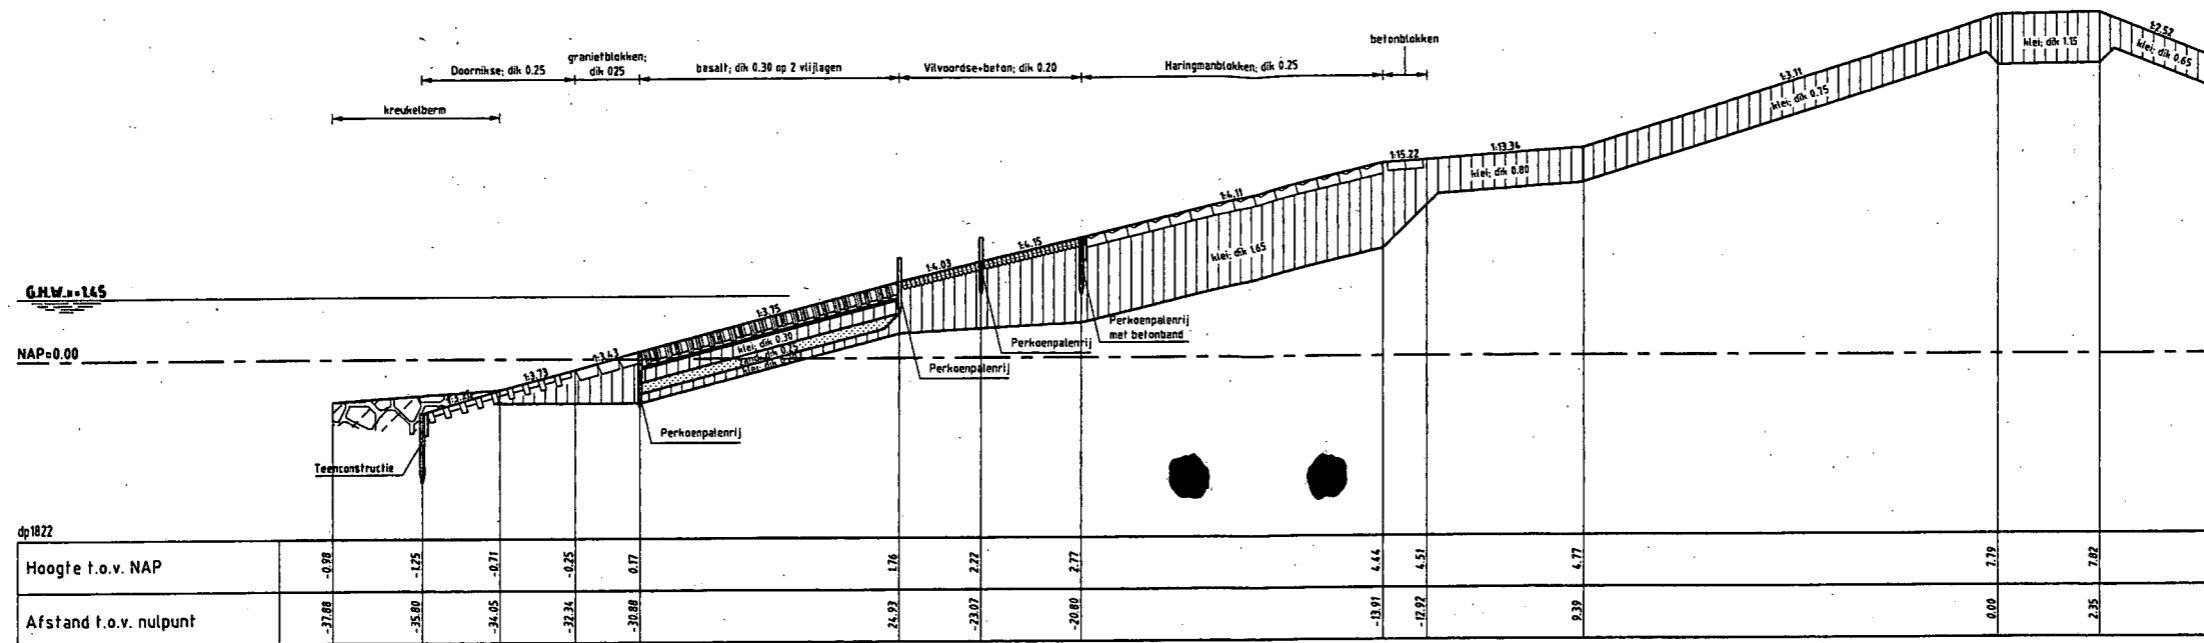 betonblokken
granietblokken;
dik 025
Doornikse; dik 0.25
basalt; dik 0.30 op 2 vlijlagen
Vilvoordse+beton; dik 0.20
Haringmanblokken; dik 0.25
kreukelberm
1:2.52
klei; dik 1.15
klei; dik 0.65
1:3.11
klei; dik 0.75
1:15.22
1:13.34
klei; dik 0.80
1:4.11
klei; dik 1.65
1:4.15
1:4.03
G.H.W.=+1.45
1:3.75
klei; dik 0.30
NAP=0.00
1:3.43
1:3.73
Perkoenpalenrij
met betonband
Perkoenpalenrij
Perkoenpalenrij
Perkoenpalenrij
Teenconstructie
dp1822
Hoogte t.o.v. NAP -0.98 -1.25 -0.71 -0.25 0.17 1.76 2.22 2.77 4.44 4.51 4.77 7.79 7.82
Afstand t.o.v. nulpunt -37.88 -35.80 -34.05 -32.34 -30.88 24.93 -23.07 -20.80 -13.91 -12.92 9.39 0.00 2.35